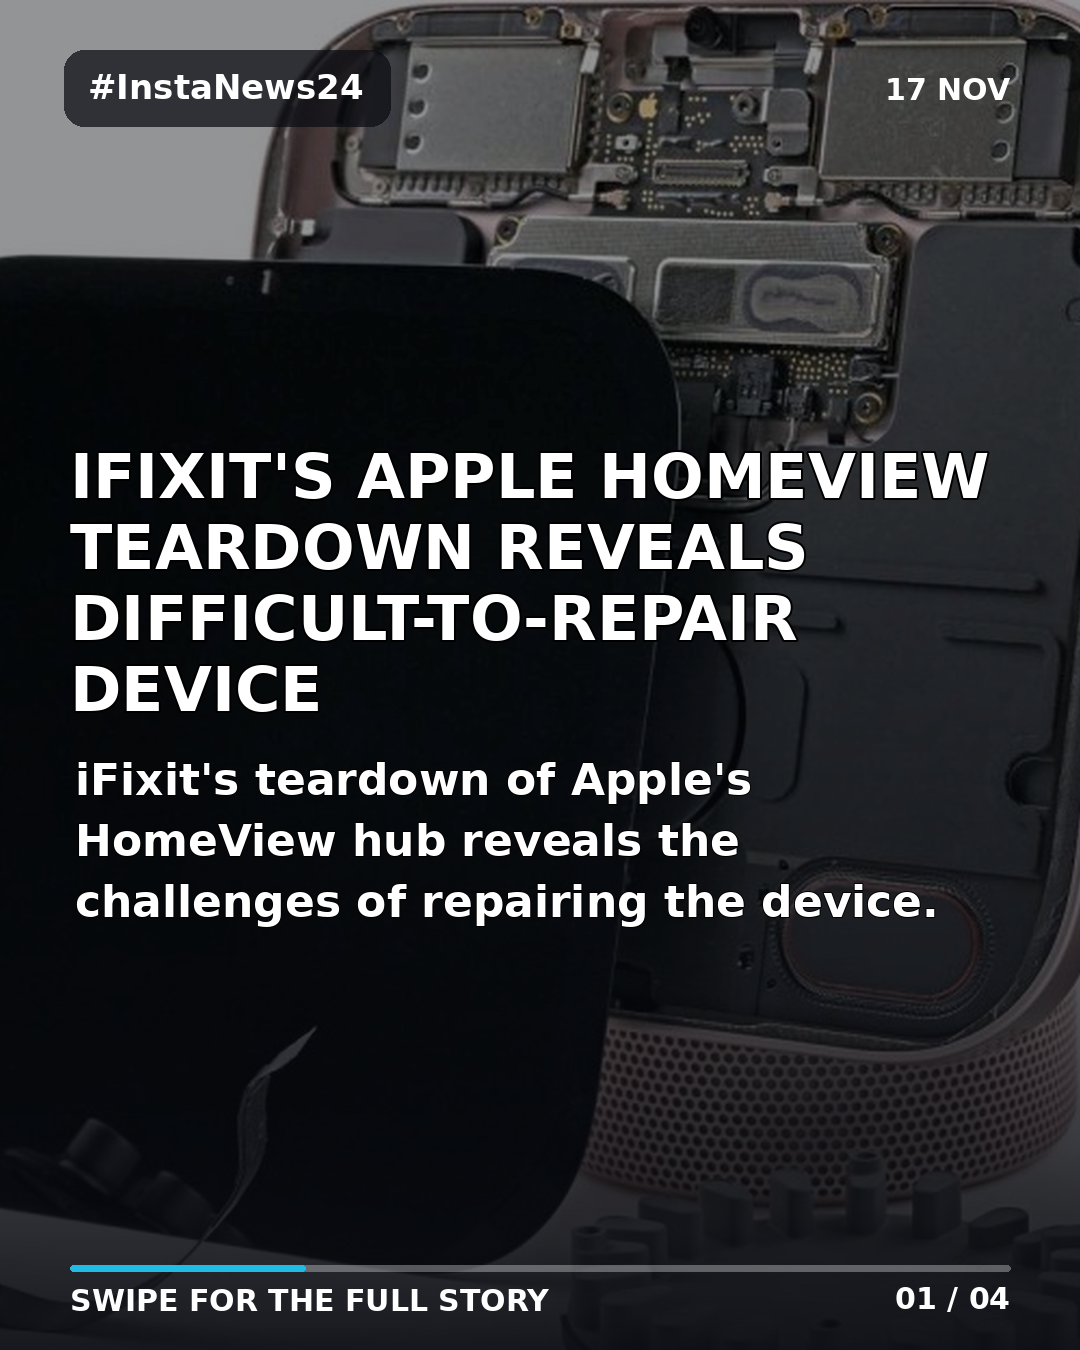 #InstaNews24
17 NOV
IFIXIT'S APPLE HOMEVIEW
TEARDOWN REVEALS
DIFFICULT-TO-REPAIR
DEVICE
iFixit's teardown of Apple's
HomeView hub reveals the
challenges of repairing the device.
SWIPE FOR THE FULL STORY
01 / 04